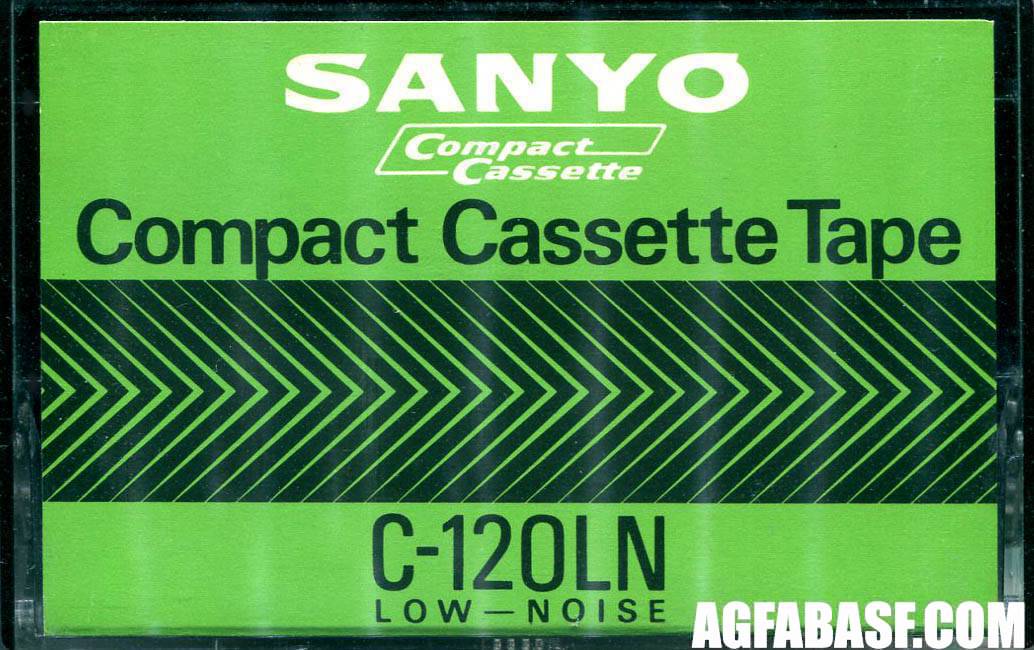 SANYO
Compact
Cassette
Compact Cassette Tape
C-120LN
LOW—NOISE
AGFABASF.COM